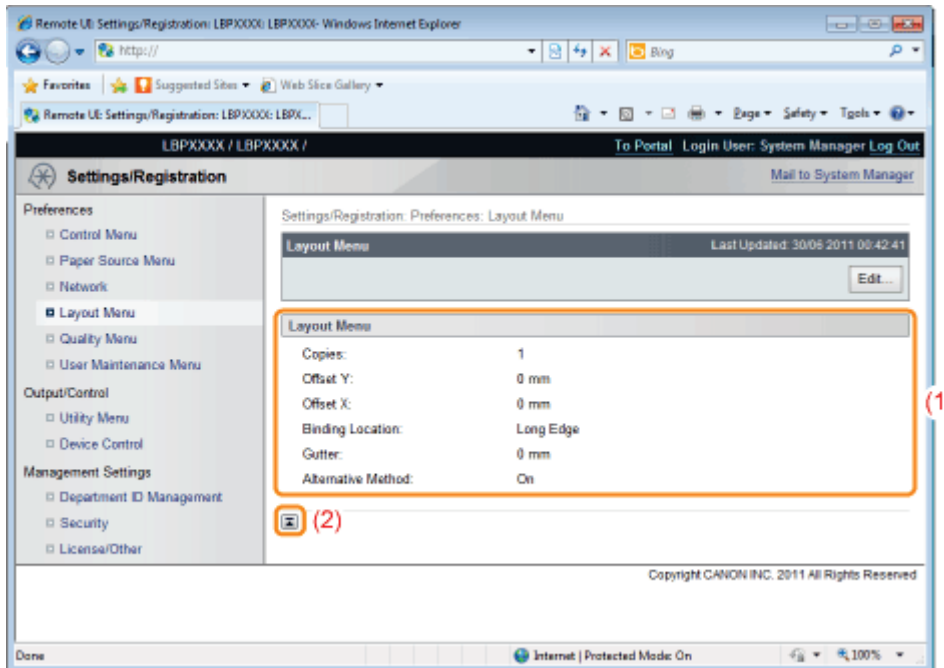 Remote UI: Settings/Registration: LBPXXXX: LBPXXXX- Windows Internet Explorer
http://
Bing
Favorites Suggested Sites Web Slice Gallery
Remote UI: Settings/Registration: LBPXXXX: LBPX... Page Safety Tools
LBPXXXX / LBPXXXX / To Portal Login User: System Manager Log Out
Settings/Registration Mail to System Manager
Preferences
Control Menu
Paper Source Menu
Network
Layout Menu
Quality Menu
User Maintenance Menu
Output/Control
Utility Menu
Device Control
Management Settings
Department ID Management
Security
License/Other
Settings/Registration: Preferences: Layout Menu
Layout Menu Last Updated: 30/06 2011 00:42:41
Edit...
Layout Menu
Copies: 1
Offset Y: 0 mm
Offset X: 0 mm
Binding Location: Long Edge
Gutter: 0 mm
Alternative Method: On
(1
(2)
Copyright CANON INC. 2011 All Rights Reserved
Done Internet | Protected Mode: On 100%